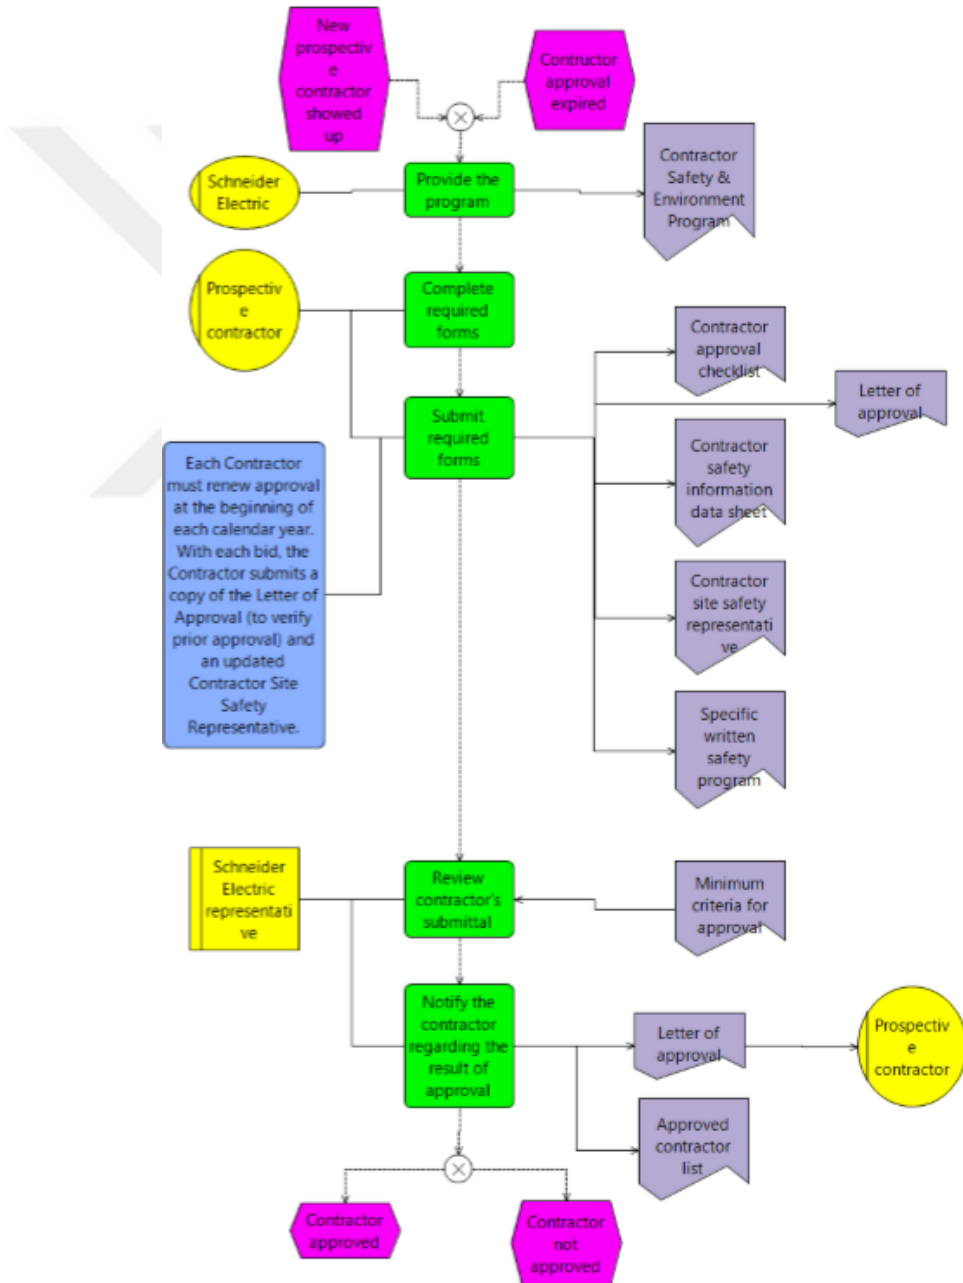 New
prospectiv
e
contractor
showed
up
Contructor
approval
expired
Schneider
Electric
Provide the
program
Contractor
Safety &
Environment
Program
Prospectiv
e
contractor
Complete
required
forms
Contractor
approval
checklist
Letter of
approval
Submit
required
forms
Contractor
safety
information
data sheet
Each Contractor
must renew approval
at the beginning of
each calendar year.
With each bid, the
Contractor submits a
copy of the Letter of
Approval (to verify
prior approval) and
an updated
Contractor Site
Safety
Representative.
Contractor
site safety
representati
ve
Specific
written
safety
program
Schneider
Electric
representati
ve
Review
contractor's
submittal
Minimum
criteria for
approval
Notify the
contractor
regarding the
result of
approval
Letter of
approval
Prospectiv
e
contractor
Approved
contractor
list
Contractor
approved
Contractor
not
approved